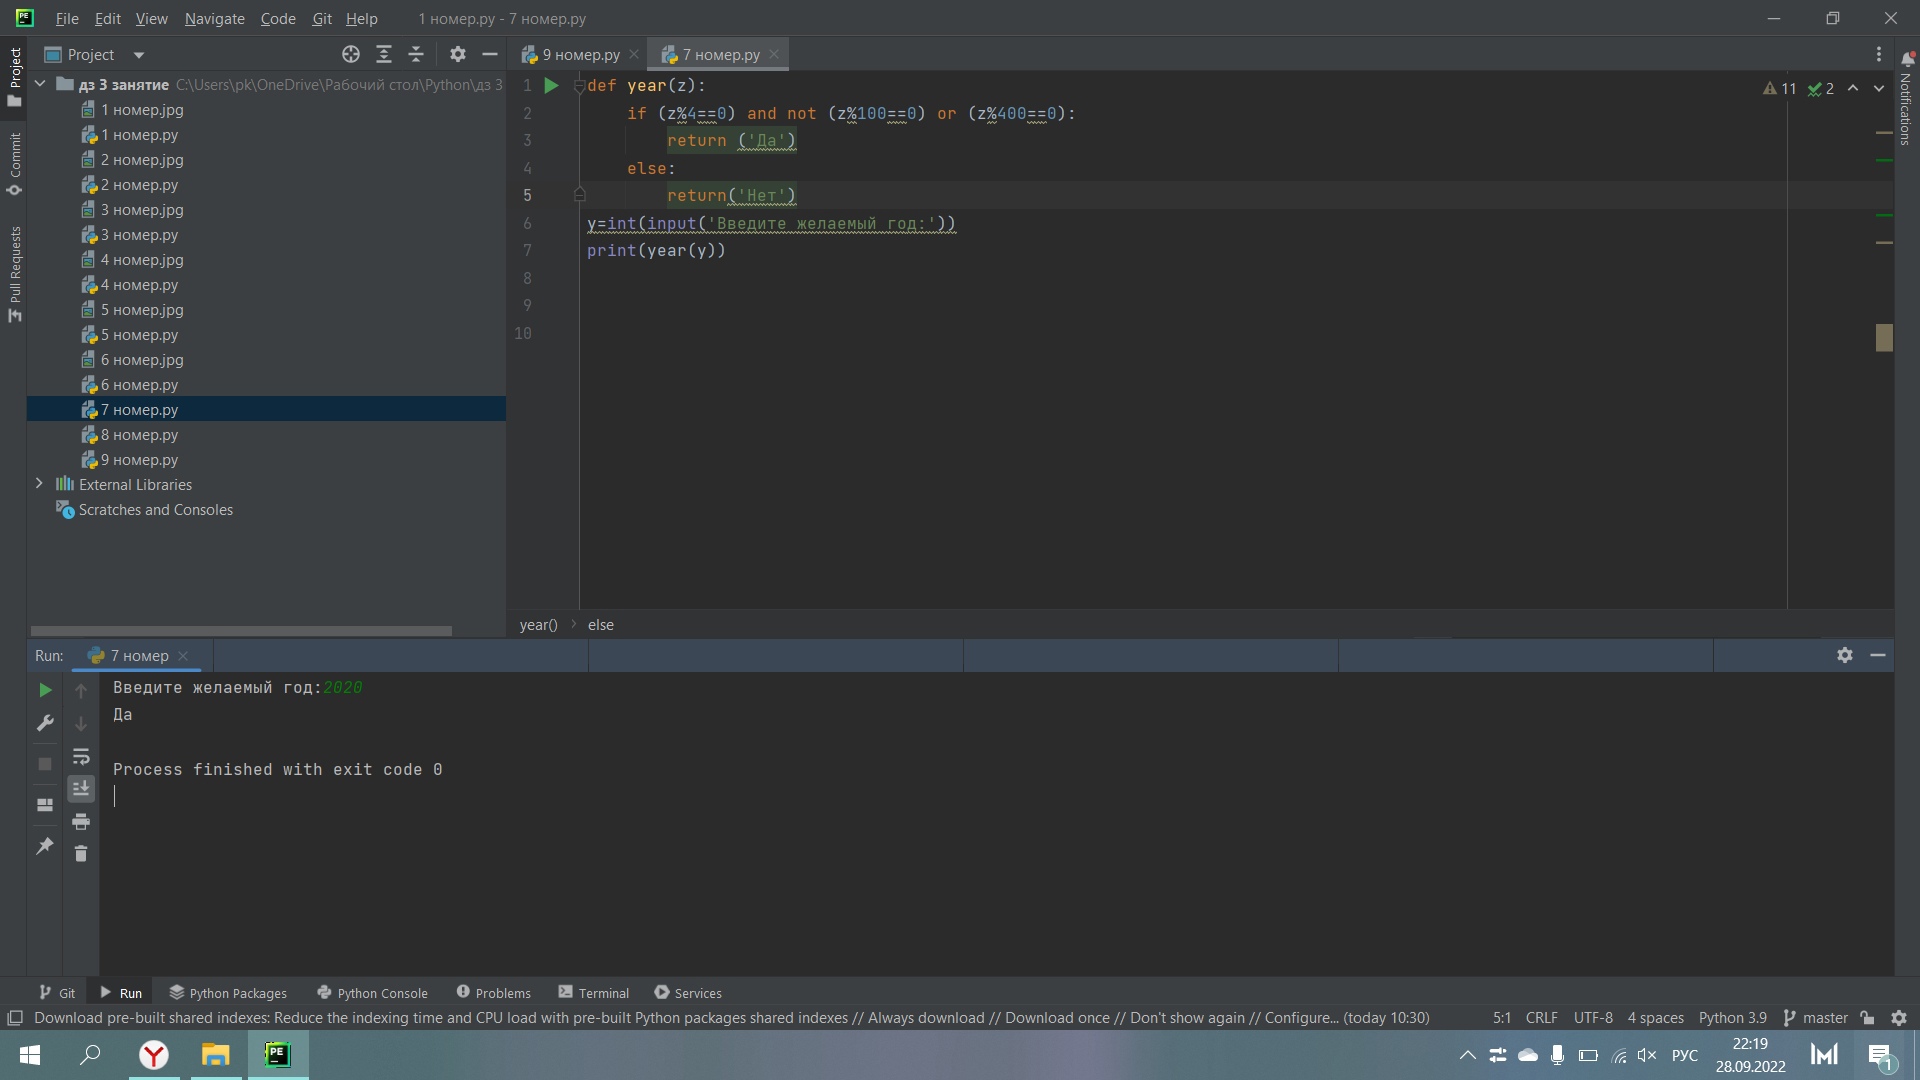 PE File Edit View Navigate Code Git Help 1 номер.py - 7 номер.py
Project
9 номер.py 7 номер.py
Project
Commit
Pull Requests
Notifications
дз 3 занятие C:\Users\pk\OneDrive\Рабочий стол\Python\дз 3
1 номер.jpg
1 номер.py
2 номер.jpg
2 номер.py
3 номер.jpg
3 номер.py
4 номер.jpg
4 номер.py
5 номер.jpg
5 номер.py
6 номер.jpg
6 номер.py
7 номер.py
8 номер.py
9 номер.py
External Libraries
Scratches and Consoles
1 def year(z):
2 if (z%4==0) and not (z%100==0) or (z%400==0):
3 return ('Да')
4 else:
5 return('Нет')
6 y=int(input('Введите желаемый год:'))
7 print(year(y))
8
9
10
11 2
year() else
Run: 7 номер
Введите желаемый год:2020
Да
Process finished with exit code 0
Git Run Python Packages Python Console Problems Terminal Services
Download pre-built shared indexes: Reduce the indexing time and CPU load with pre-built Python packages shared indexes // Always download // Download once // Don't show again // Configure... (today 10:30) 5:1 CRLF UTF-8 4 spaces Python 3.9 master
PE
РУС
22:19
28.09.2022
1